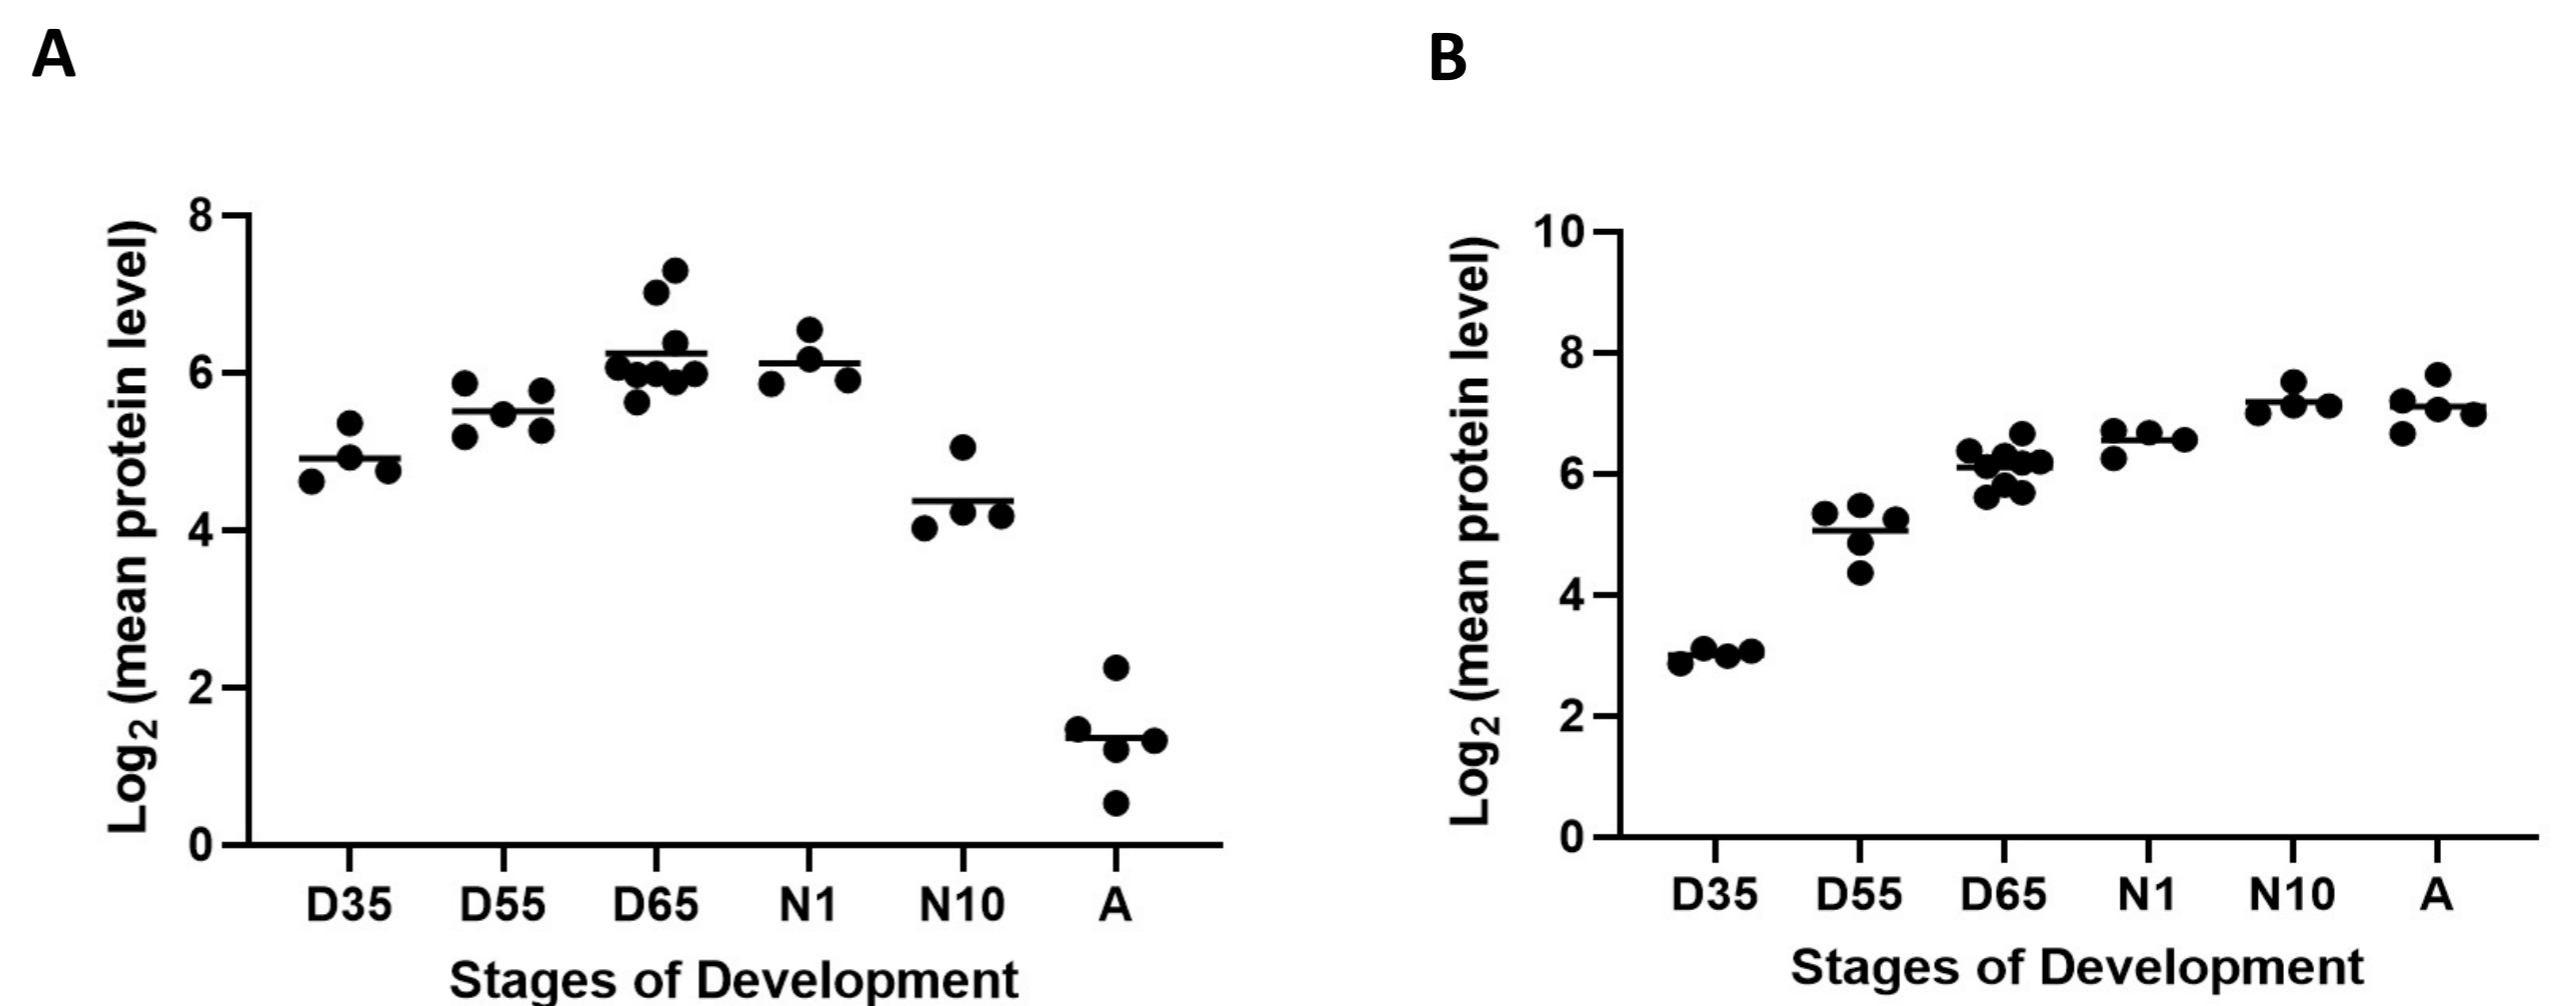 A
B
Log2 (mean protein level)
8
6
4
2
0
D35 D55 D65 N1 N10 A
Stages of Development
Log2 (mean protein level)
10
8
6
4
2
0
D35 D55 D65 N1 N10 A
Stages of Development